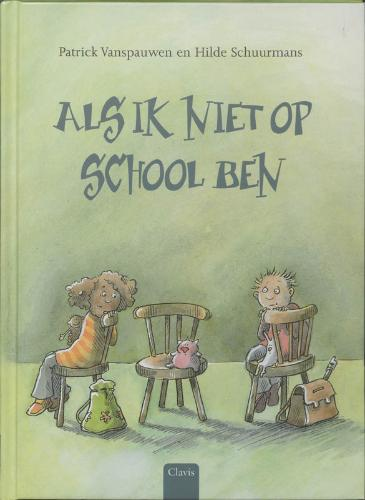 Patrick Vanspauwen en Hilde Schuurmans
ALS IK NIET OP
SCHOOL BEN
Clavis